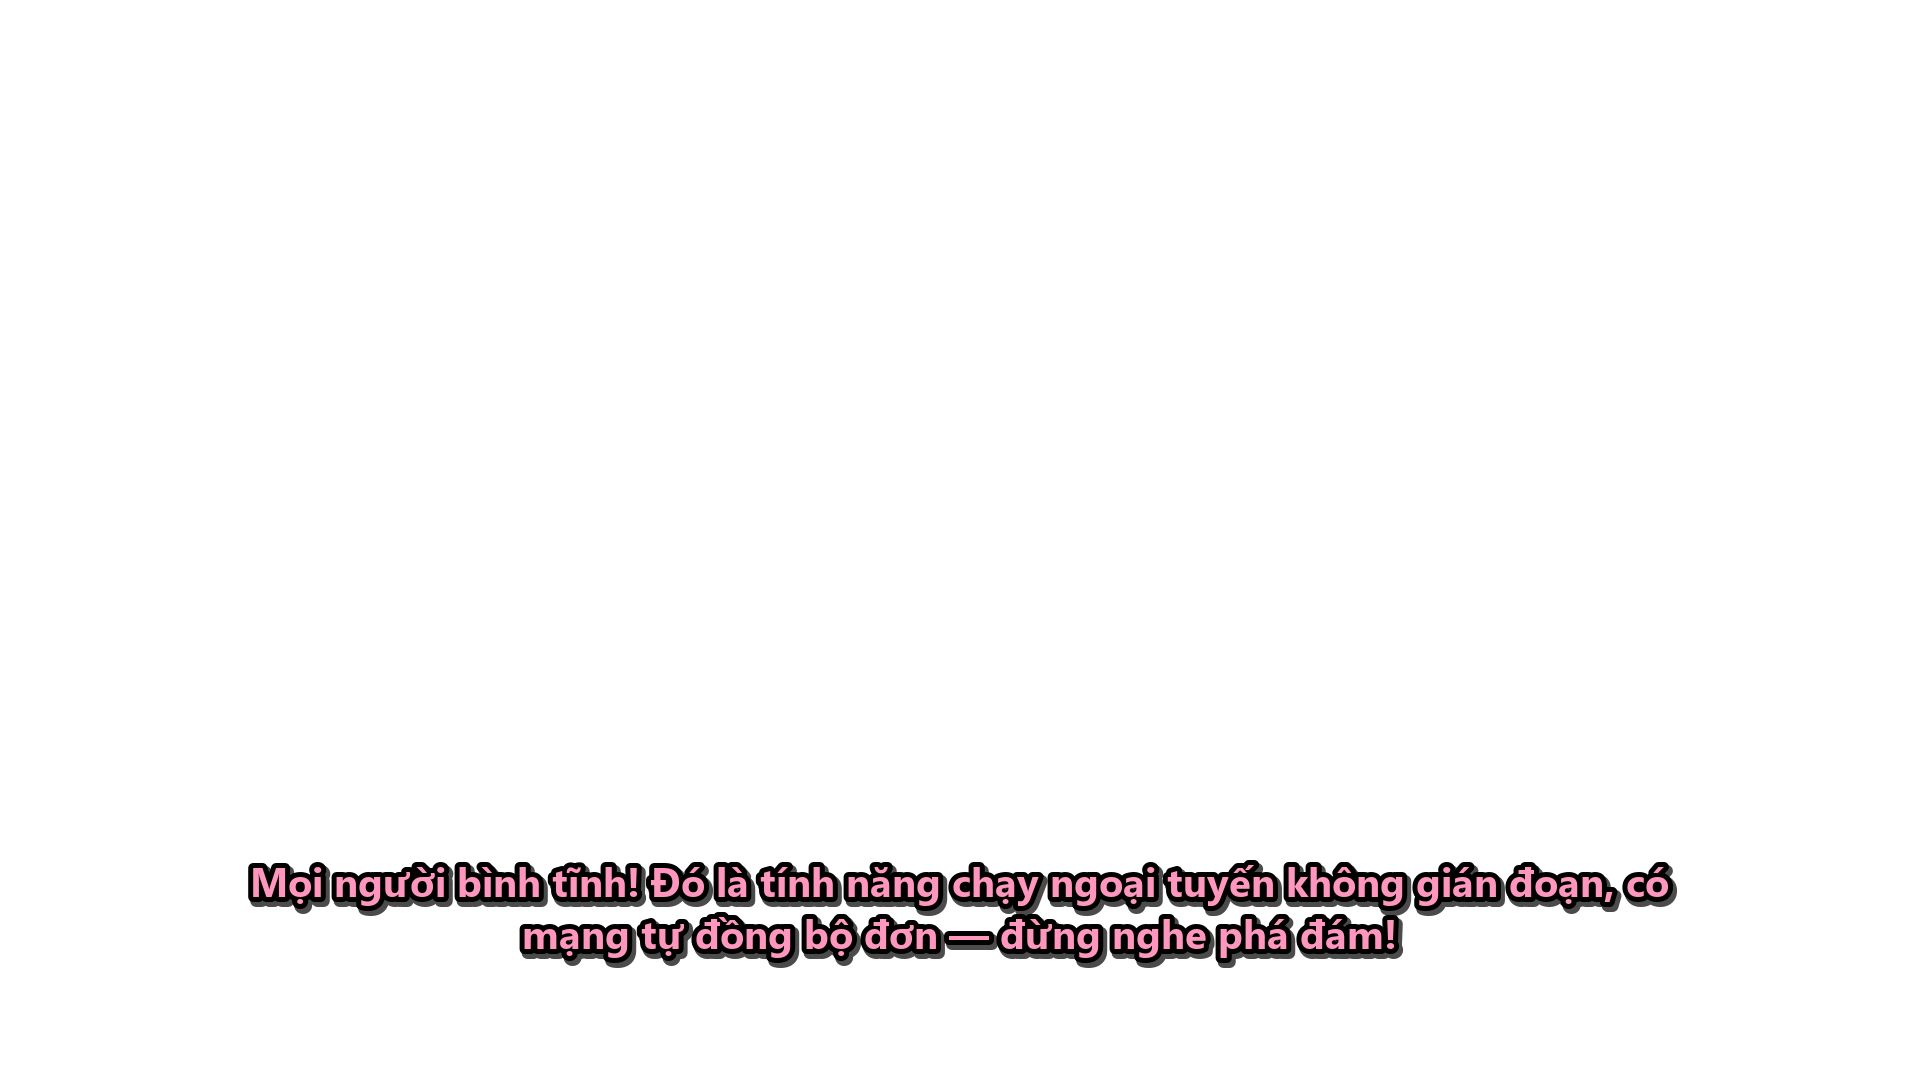 Mọi người bình tĩnh! Đó là tính năng chạy ngoại tuyến không gián đoạn, có
mạng tự đồng bộ đơn — đừng nghe phá đám!